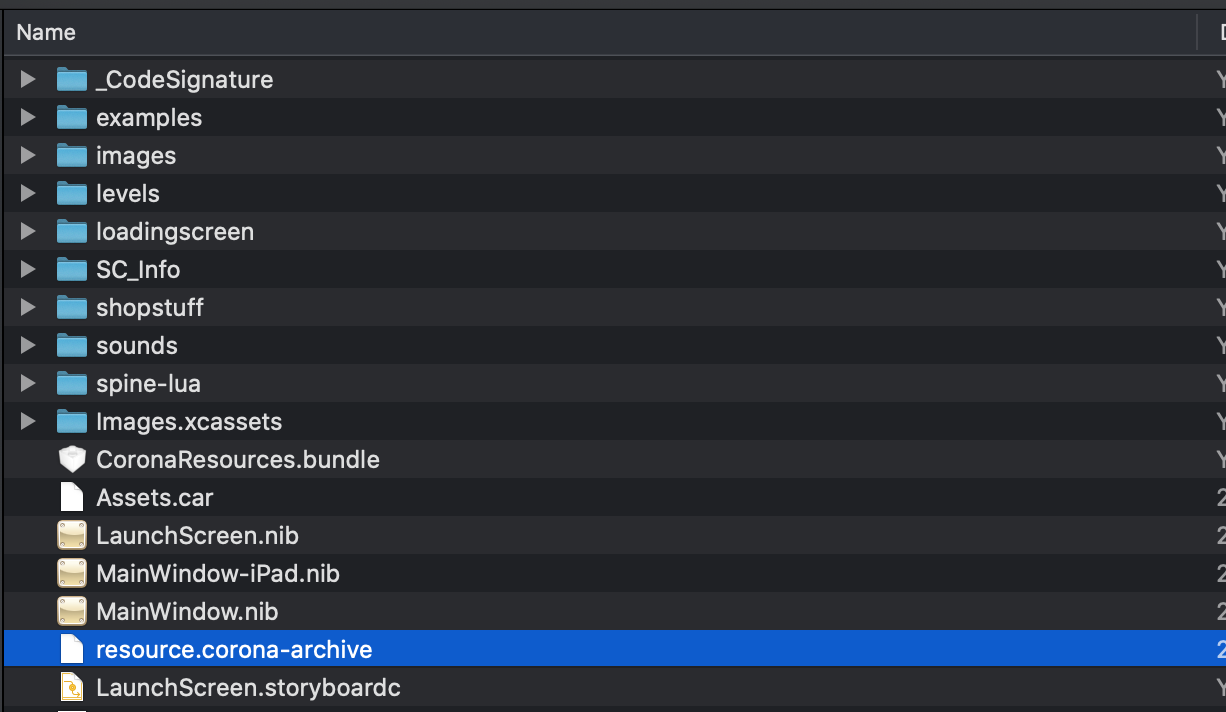 Name
_CodeSignature
examples
images
levels
loadingscreen
SC_Info
shopstuff
sounds
spine-lua
Images.xcassets
CoronaResources.bundle
Assets.car
LaunchScreen.nib
MainWindow-iPad.nib
MainWindow.nib
resource.corona-archive
LaunchScreen.storyboardc